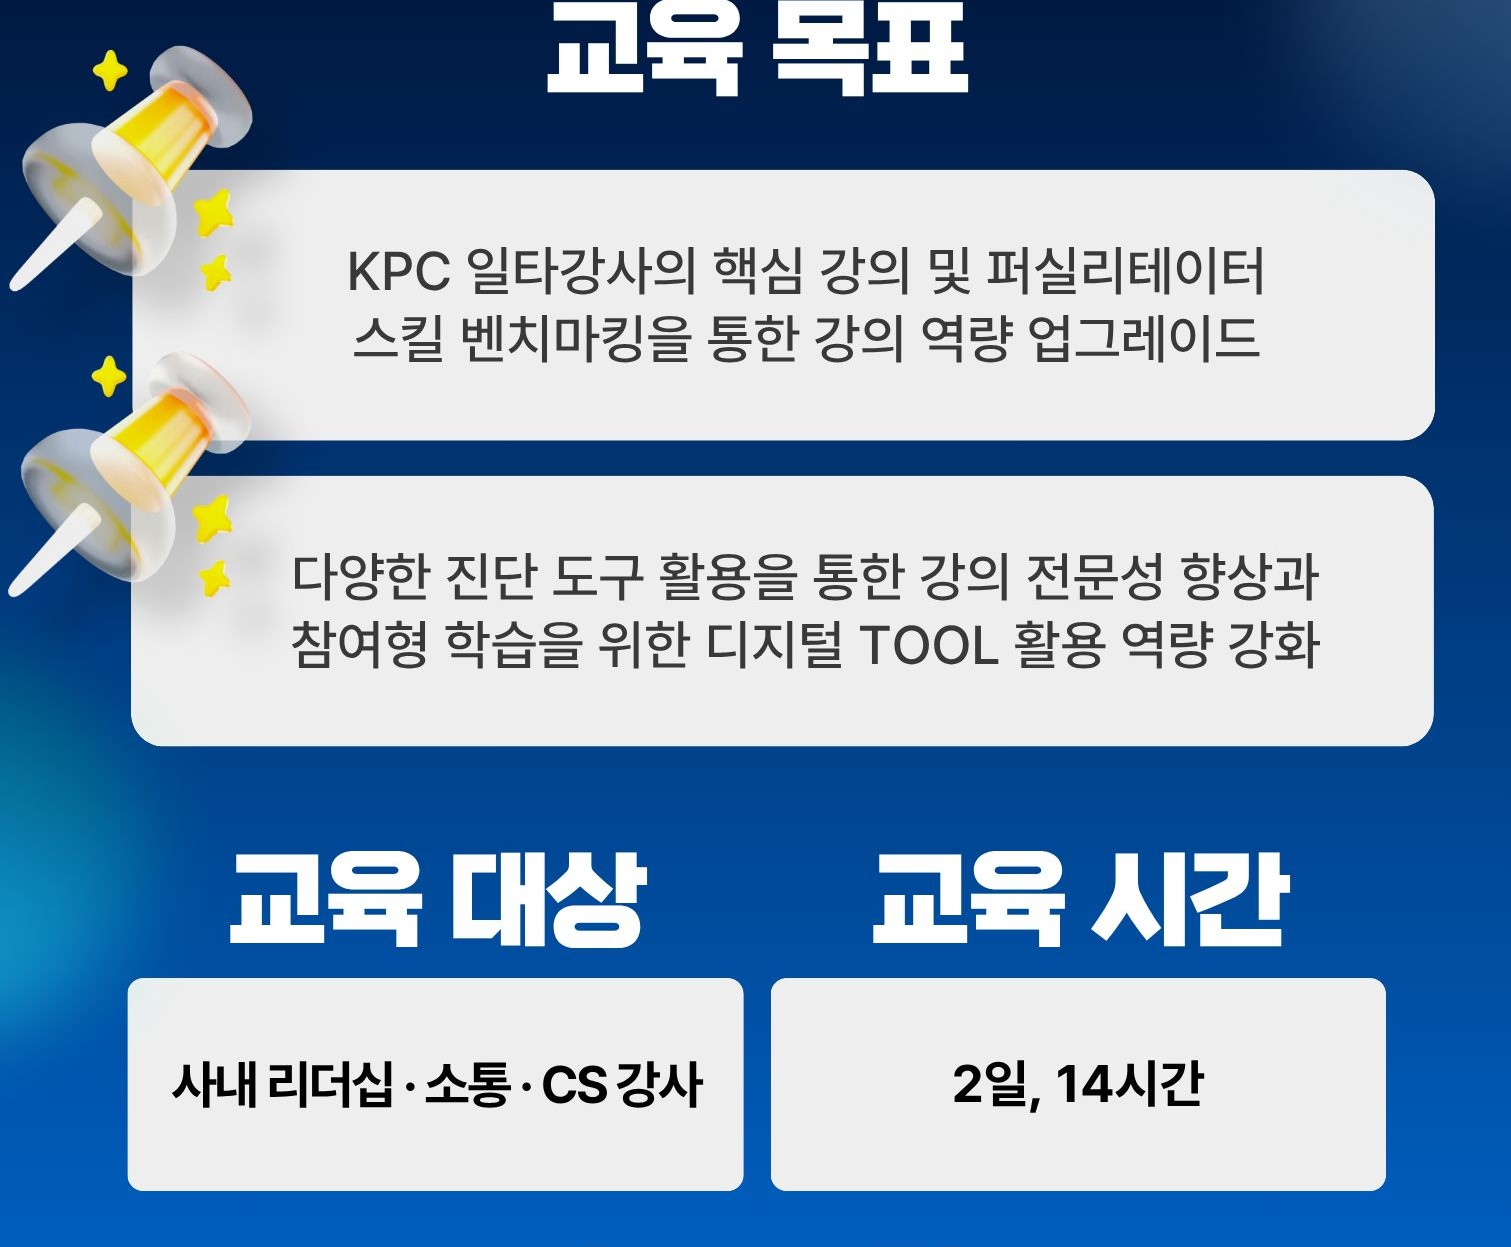 교육 목표
KPC 일타강사의 핵심 강의 및 퍼실리테이터
스킬 벤치마킹을 통한 강의 역량 업그레이드
다양한 진단 도구 활용을 통한 강의 전문성 향상과
참여형 학습을 위한 디지털 TOOL 활용 역량 강화
교육 대상
사내 리더십 · 소통 · CS 강사
교육 시간
2일, 14시간